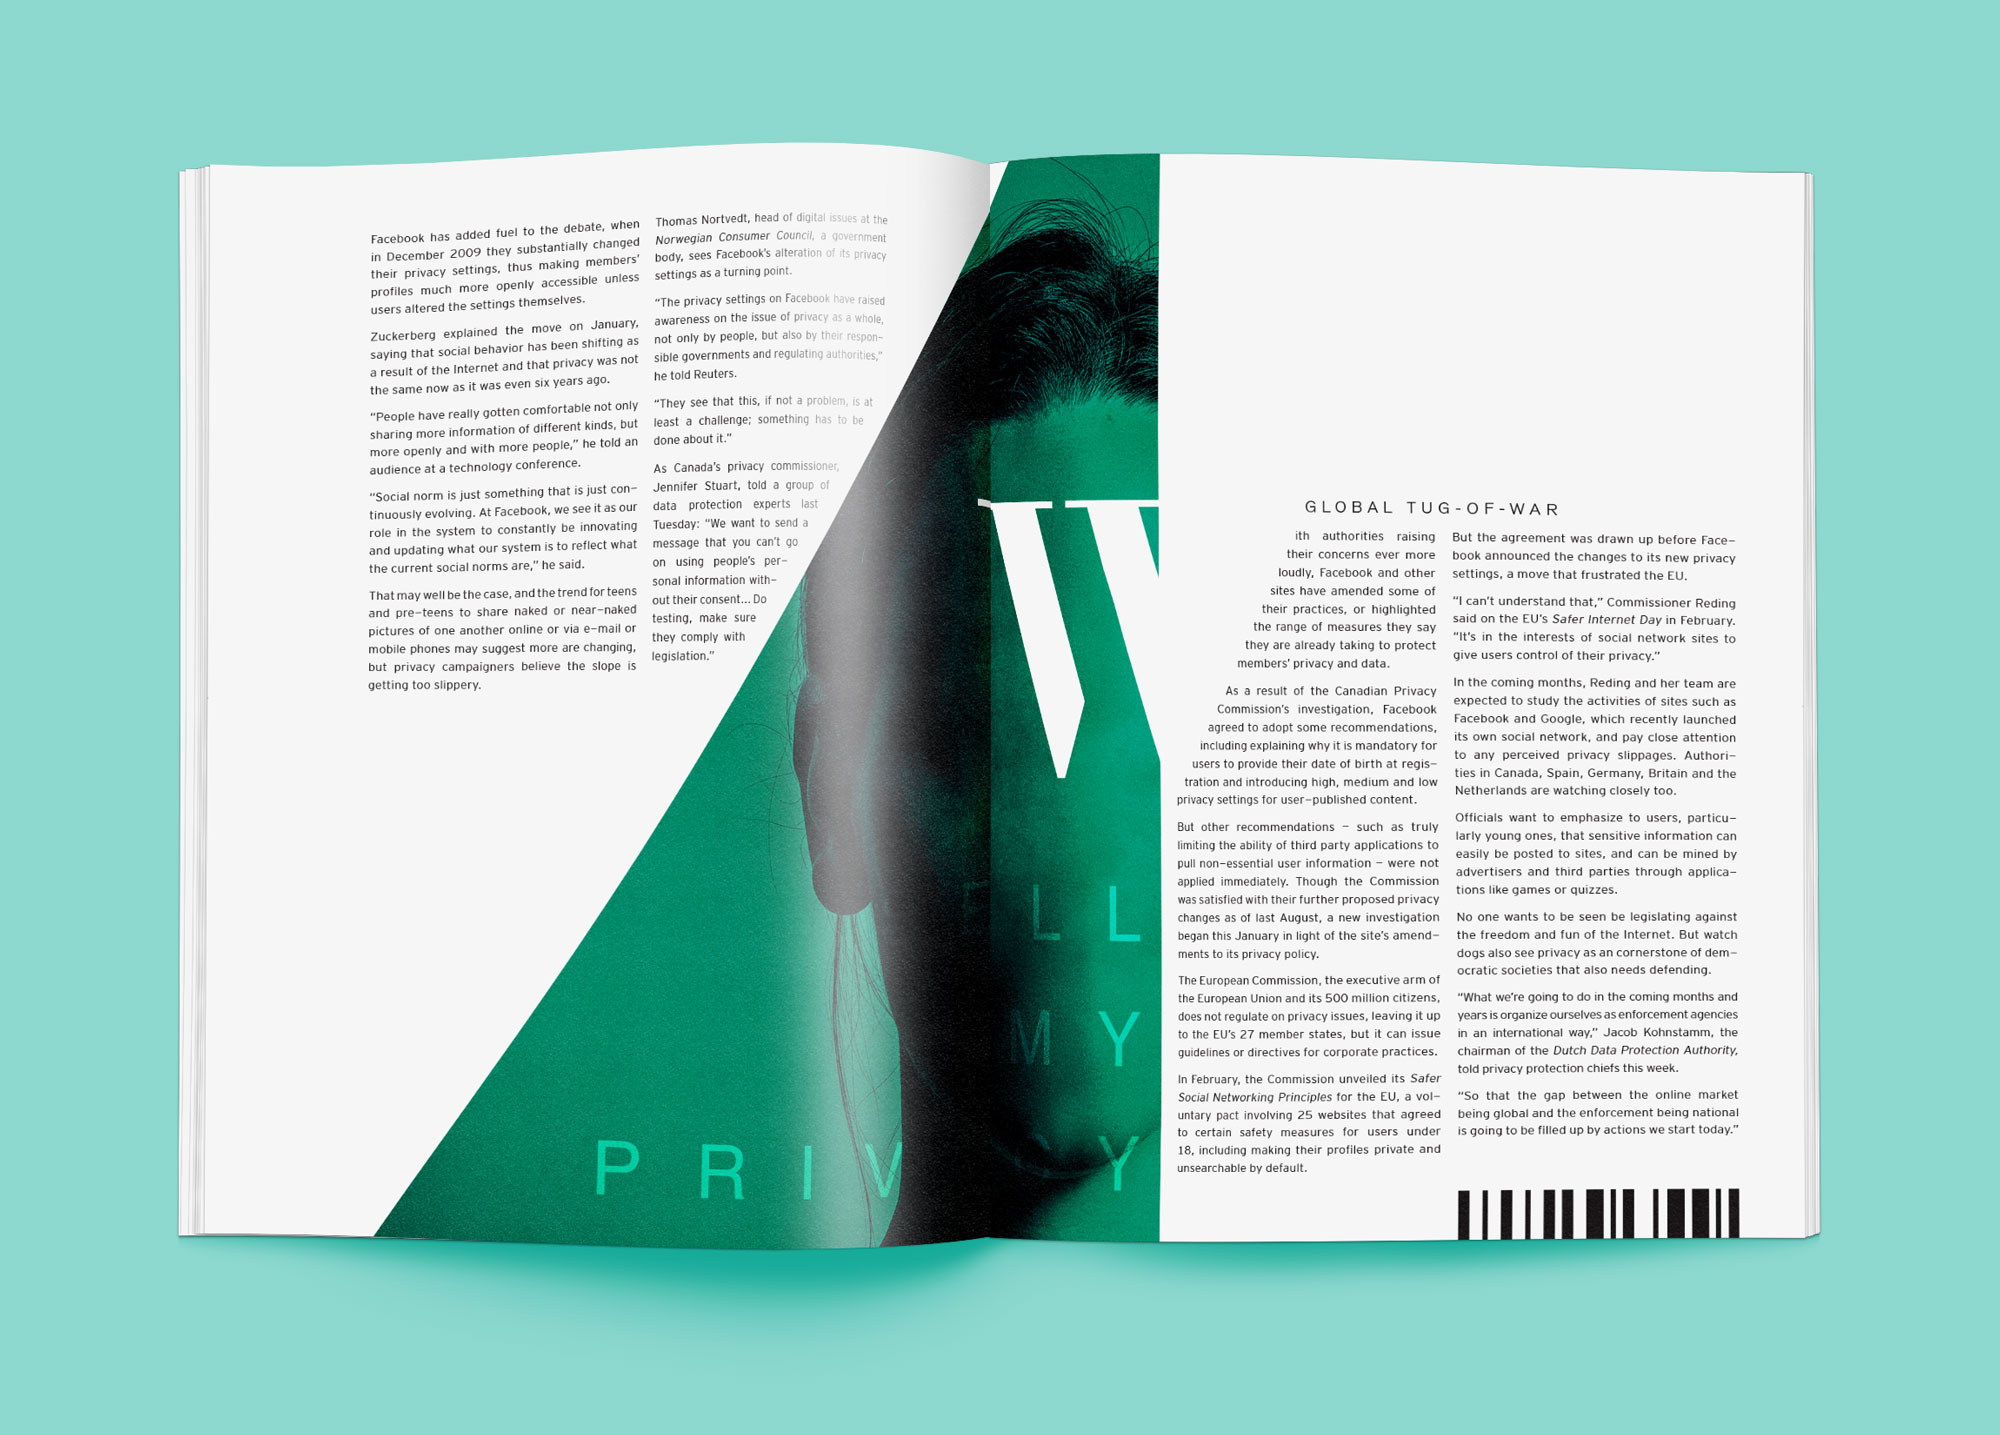 Facebook has added fuel to the debate, when
in December 2009 they substantially changed
their privacy settings, thus making members'
profiles much more openly accessible unless
users altered the settings themselves.
Zuckerberg explained the move on January,
saying that social behavior has been shifting as
a result of the Internet and that privacy was not
the same now as it was even six years ago.
“People have really gotten comfortable not only
sharing more information of different kinds, but
more openly and with more people,” he told an
audience at a technology conference.
“Social norm is just something that is just con-
tinuously evolving. At Facebook, we see it as our
role in the system to constantly be innovating
and updating what our system is to reflect what
the current social norms are,” he said.
That may well be the case, and the trend for teens
and pre-teens to share naked or near-naked
pictures of one another online or via e-mail or
mobile phones may suggest more are changing,
but privacy campaigners believe the slope is
getting too slippery.
Thomas Nortvedt, head of digital issues at the
Norwegian Consumer Council, a government
body, sees Facebook's alteration of its privacy
settings as a turning point.
“The privacy settings on Facebook have raised
awareness on the issue of privacy as a whole,
not only by people, but also by their respon-
sible governments and regulating authorities,”
he told Reuters.
“They see that this, if not a problem, is at
least a challenge; something has to be
done about it.”
As Canada's privacy commissioner,
Jennifer Stuart, told a group of
data protection experts last
Tuesday: “We want to send a
message that you can't go
on using people's per-
sonal information with-
out their consent... Do
testing, make sure
they comply with
legislation.”
W
ELL
MY
PRIVACY
GLOBAL TUG-OF-WAR
ith authorities raising
their concerns ever more
loudly, Facebook and other
sites have amended some of
their practices, or highlighted
the range of measures they say
they are already taking to protect
members' privacy and data.
As a result of the Canadian Privacy
Commission's investigation, Facebook
agreed to adopt some recommendations,
including explaining why it is mandatory for
users to provide their date of birth at regis-
tration and introducing high, medium and low
privacy settings for user-published content.
But other recommendations - such as truly
limiting the ability of third party applications to
pull non-essential user information - were not
applied immediately. Though the Commission
was satisfied with their further proposed privacy
changes as of last August, a new investigation
began this January in light of the site's amend-
ments to its privacy policy.
The European Commission, the executive arm of
the European Union and its 500 million citizens,
does not regulate on privacy issues, leaving it up
to the EU's 27 member states, but it can issue
guidelines or directives for corporate practices.
In February, the Commission unveiled its Safer
Social Networking Principles for the EU, a vol-
untary pact involving 25 websites that agreed
to certain safety measures for users under
18, including making their profiles private and
unsearchable by default.
But the agreement was drawn up before Face-
book announced the changes to its new privacy
settings, a move that frustrated the EU.
“I can't understand that,” Commissioner Reding
said on the EU's Safer Internet Day in February.
“It's in the interests of social network sites to
give users control of their privacy.”
In the coming months, Reding and her team are
expected to study the activities of sites such as
Facebook and Google, which recently launched
its own social network, and pay close attention
to any perceived privacy slippages. Authori-
ties in Canada, Spain, Germany, Britain and the
Netherlands are watching closely too.
Officials want to emphasize to users, particu-
larly young ones, that sensitive information can
easily be posted to sites, and can be mined by
advertisers and third parties through applica-
tions like games or quizzes.
No one wants to be seen be legislating against
the freedom and fun of the Internet. But watch
dogs also see privacy as an cornerstone of dem-
ocratic societies that also needs defending.
“What we're going to do in the coming months and
years is organize ourselves as enforcement agencies
in an international way,” Jacob Kohnstamm, the
chairman of the Dutch Data Protection Authority,
told privacy protection chiefs this week.
“So that the gap between the online market
being global and the enforcement being national
is going to be filled up by actions we start today.”